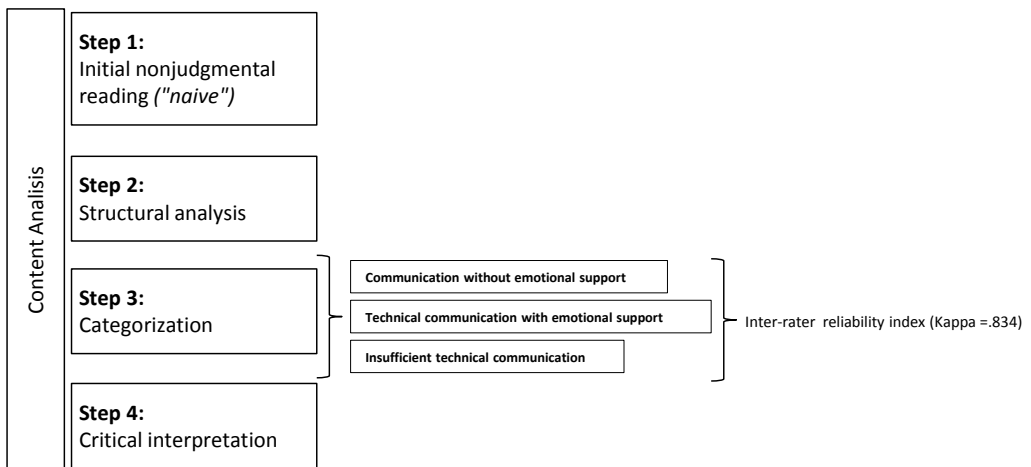 Content Analisis
Step 1:
Initial nonjudgmental
reading ("naive")
Step 2:
Structural analysis
Step 3:
Categorization
Communication without emotional support
Technical communication with emotional support
Insufficient technical communication
Inter-rater reliability index (Kappa =.834)
Step 4:
Critical interpretation